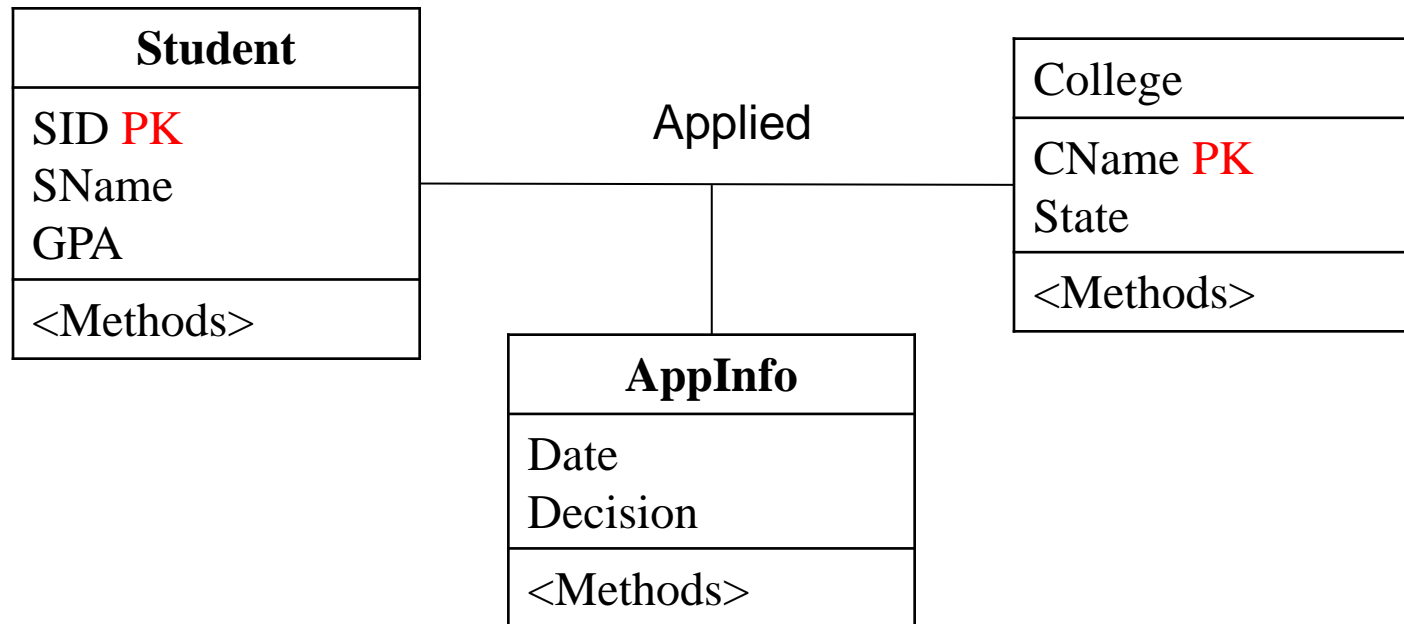 Student
SID PK
SName
GPA
<Methods>
Applied
College
CName PK
State
<Methods>
AppInfo
Date
Decision
<Methods>